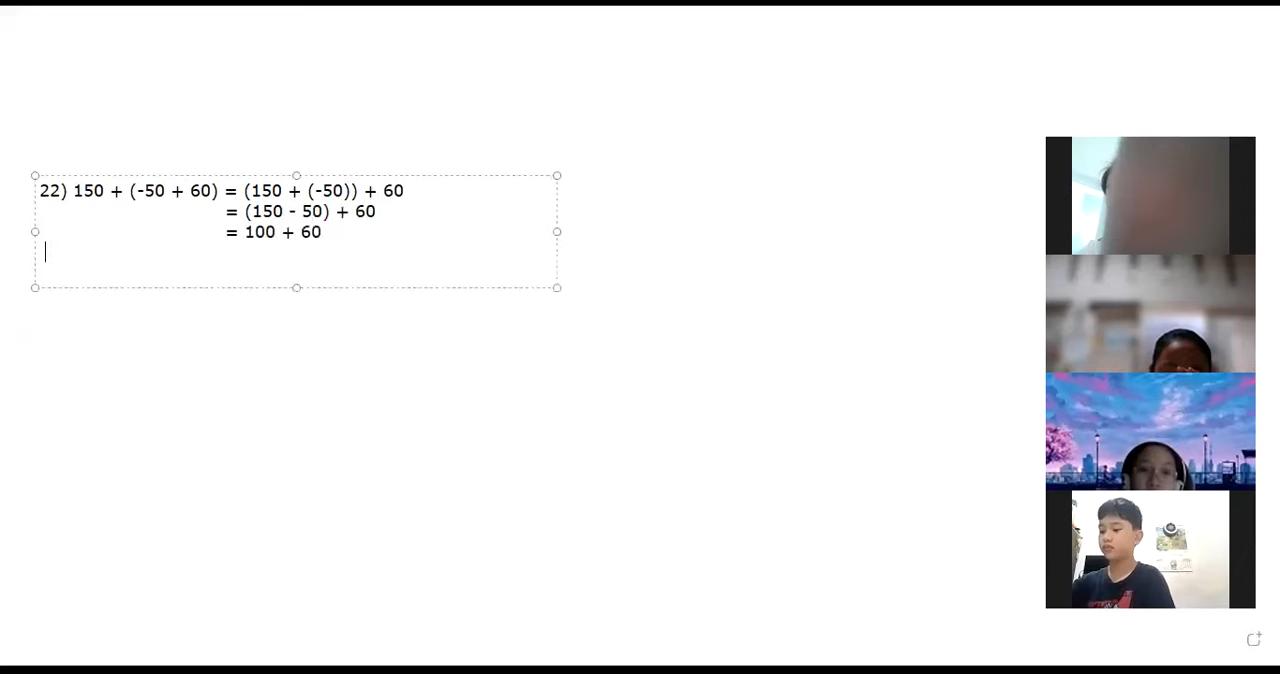 22) 150 + (-50 + 60) = (150 + (-50)) + 60
= (150 - 50) + 60
= 100 + 60